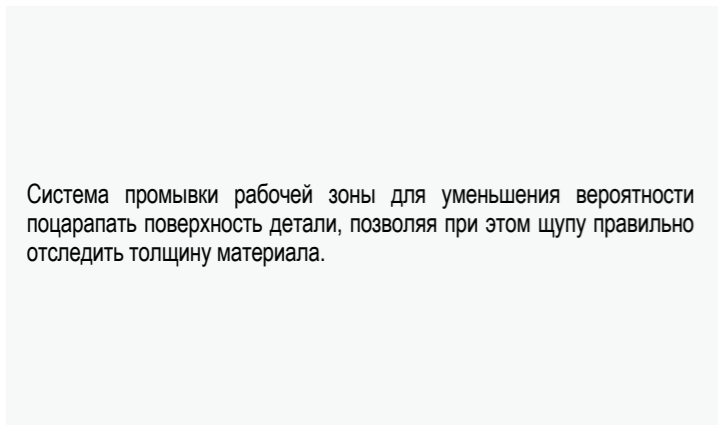 Система промывки рабочей зоны для уменьшения вероятности
поцарапать поверхность детали, позволяя при этом щупу правильно
отследить толщину материала.